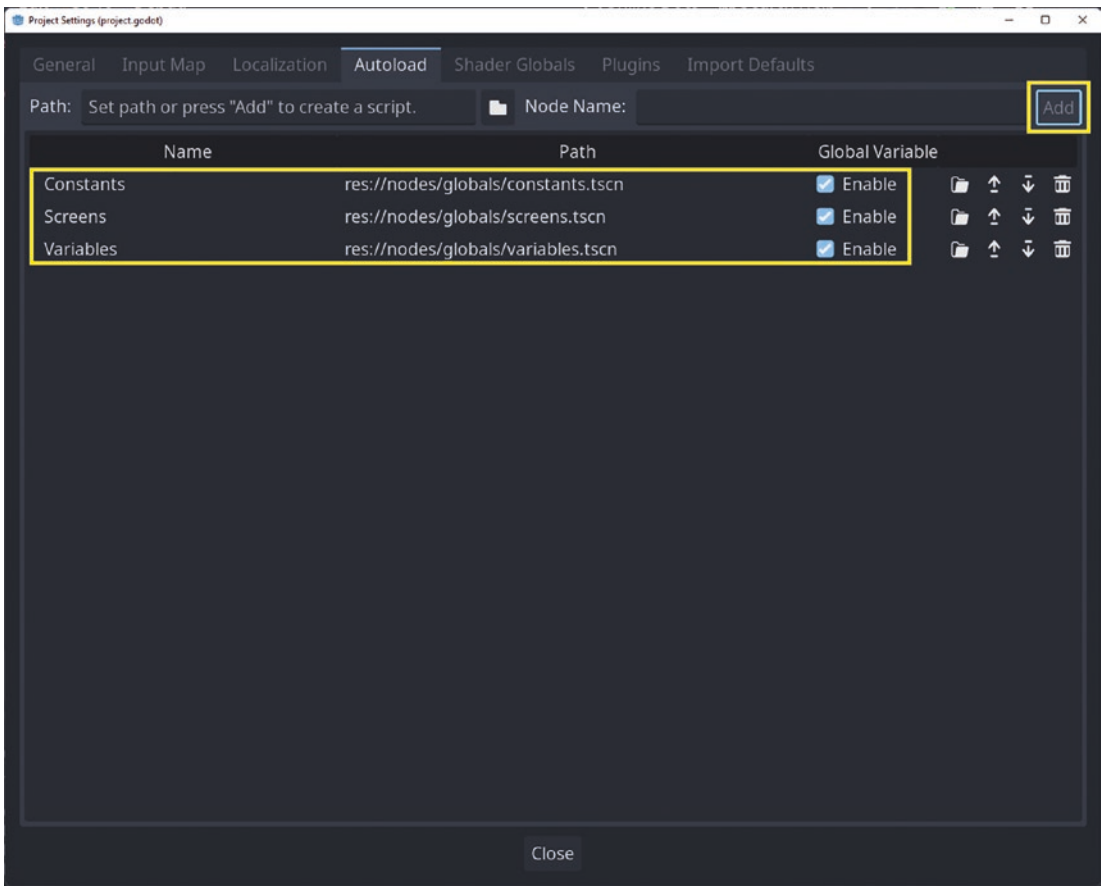 Project Settings (project.godot)
General Input Map Localization Autoload Shader Globals Plugins Import Defaults
Path: Set path or press "Add" to create a script. Node Name: Add
Name Path Global Variable
Constants res://nodes/globals/constants.tscn Enable
Screens res://nodes/globals/screens.tscn Enable
Variables res://nodes/globals/variables.tscn Enable
Close